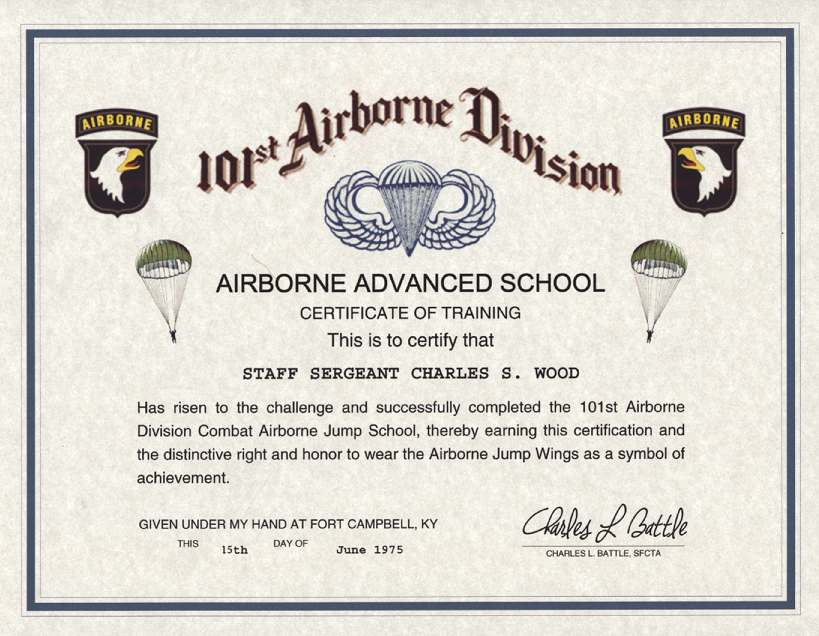 101st Airborne Division
AIRBORNE
AIRBORNE
AIRBORNE ADVANCED SCHOOL
CERTIFICATE OF TRAINING
This is to certify that
STAFF SERGEANT CHARLES S. WOOD
Has risen to the challenge and successfully completed the 101st Airborne
Division Combat Airborne Jump School, thereby earning this certification and
the distinctive right and honor to wear the Airborne Jump Wings as a symbol of
achievement.
GIVEN UNDER MY HAND AT FORT CAMPBELL, KY
THIS 15th DAY OF June 1975
Charles L Battle
CHARLES L. BATTLE, SFCTA